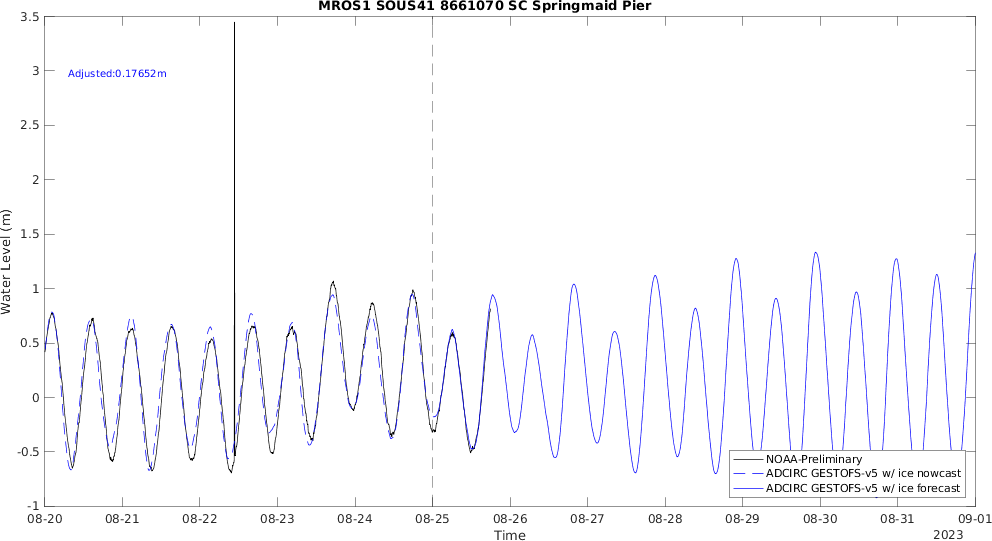 MROS1 SOUS41 8661070 SC Springmaid Pier
3.5
3
2.5
2
1.5
1
0.5
0
-0.5
-1
Water Level (m)
Adjusted:0.17652m
NOAA-Preliminary
ADCIRC GESTOFS-v5 w/ ice nowcast
ADCIRC GESTOFS-v5 w/ ice forecast
08-20 08-21 08-22 08-23 08-24 08-25 08-26 08-27 08-28 08-29 08-30 08-31 09-01
Time
2023